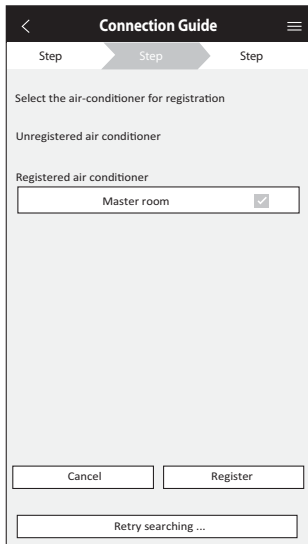 Connection Guide
Step Step Step
Select the air-conditioner for registration
Unregistered air conditioner
Registered air conditioner
Master room
Cancel Register
Retry searching ...